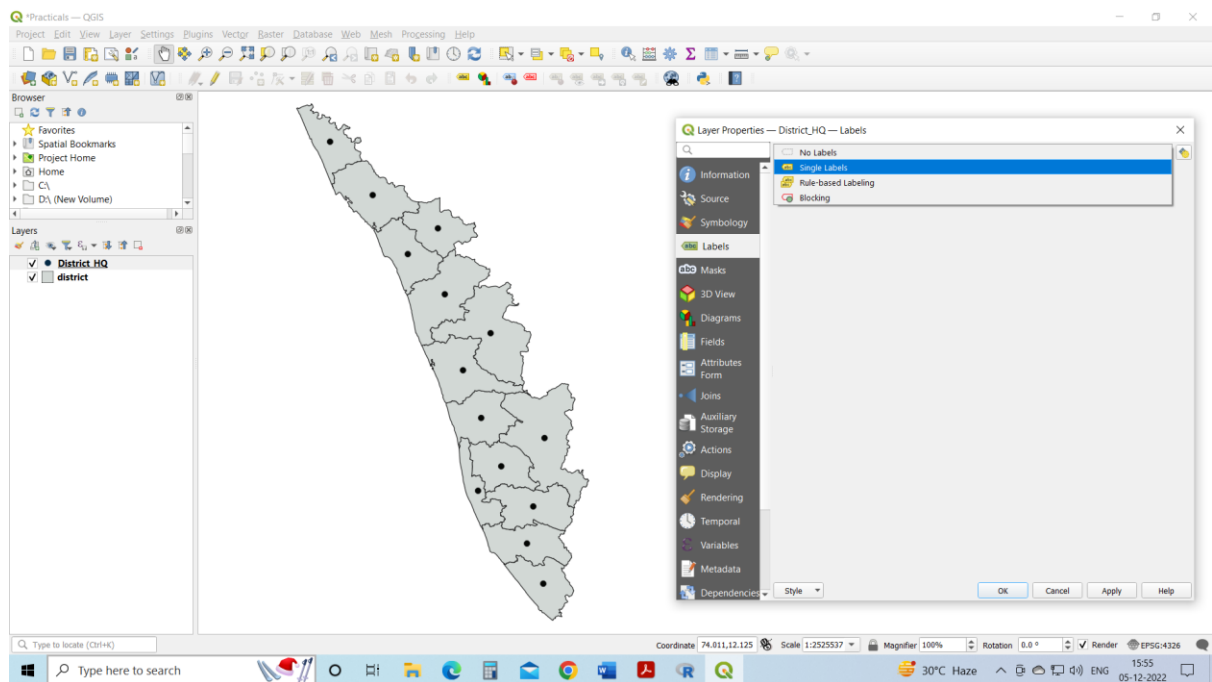 *Practicals — QGIS
Project Edit View Layer Settings Plugins Vector Raster Database Web Mesh Processing Help
Browser
Favorites
Spatial Bookmarks
Project Home
Home
C:\
D:\ (New Volume)
Layers
District_HQ
district
Layer Properties — District_HQ — Labels
Information
Source
Symbology
Labels
Masks
3D View
Diagrams
Fields
Attributes
Form
Joins
Auxiliary
Storage
Actions
Display
Rendering
Temporal
Variables
Metadata
Dependencies
No Labels
Single Labels
Rule-based Labeling
Blocking
Style OK Cancel Apply Help
Type to locate (Ctrl+K) Coordinate 74.011,12.125 Scale 1:2525537 Magnifier 100% Rotation 0.0 ° Render EPSG:4326
Type here to search 30°C Haze ENG 15:55
05-12-2022